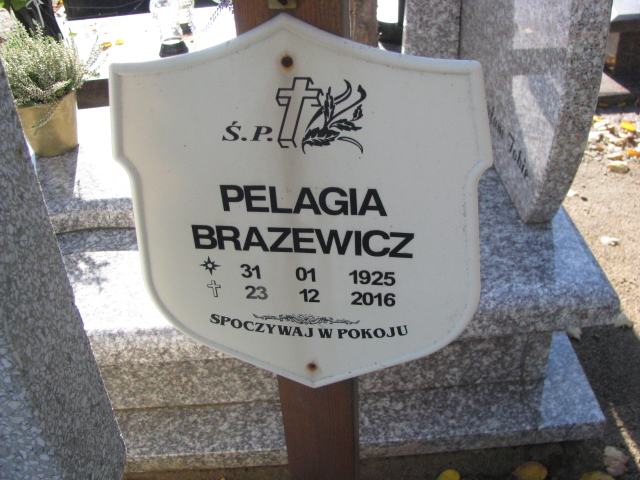 Ś.P.
PELAGIA
BRAZEWICZ
31 01 1925
23 12 2016
SPOCZYWAJ W POKOJU